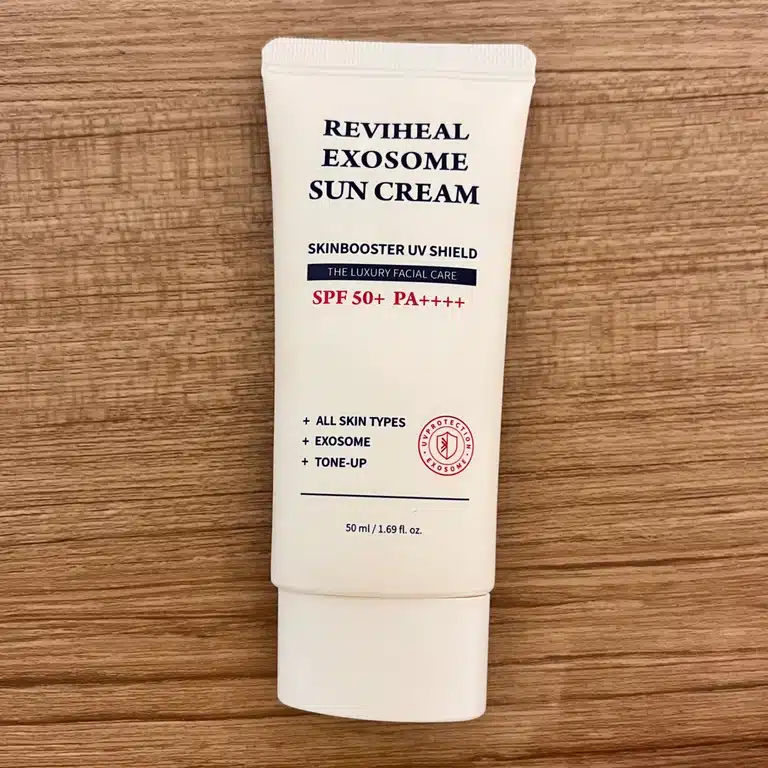 REVIHEAL
EXOSOME
SUN CREAM
SKINBOOSTER UV SHIELD
THE LUXURY FACIAL CARE
SPF 50+ PA++++
+ ALL SKIN TYPES
+ EXOSOME
+ TONE-UP
UVPROTECTION
EXOSOME
50 ml / 1.69 fl. oz.